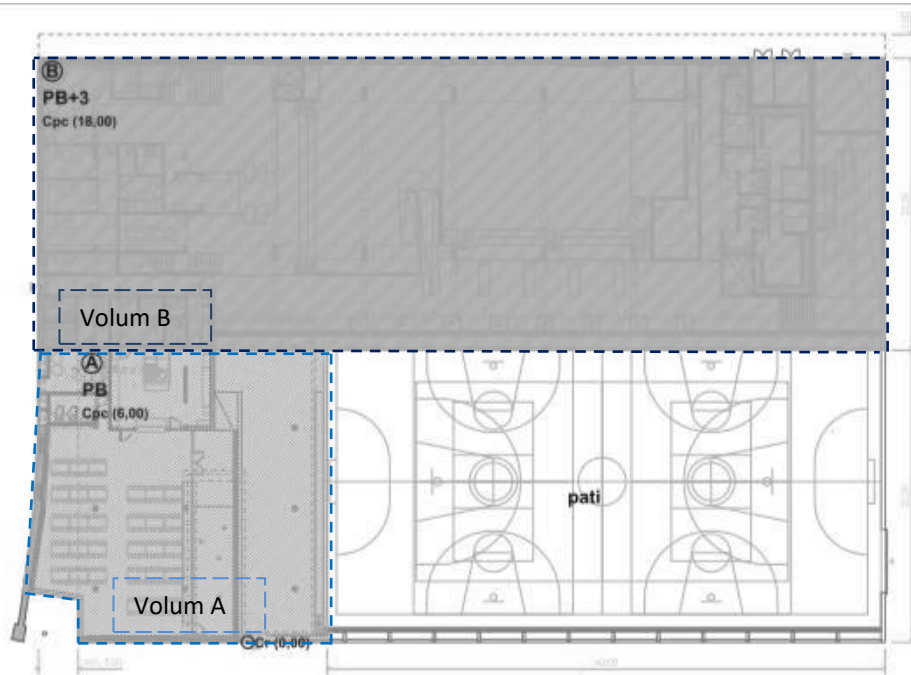 B
PB+3
Cpc (18,00)
Volum B
A
PB
Cpc (6,00)
pati
Volum A
Cr (0,00)